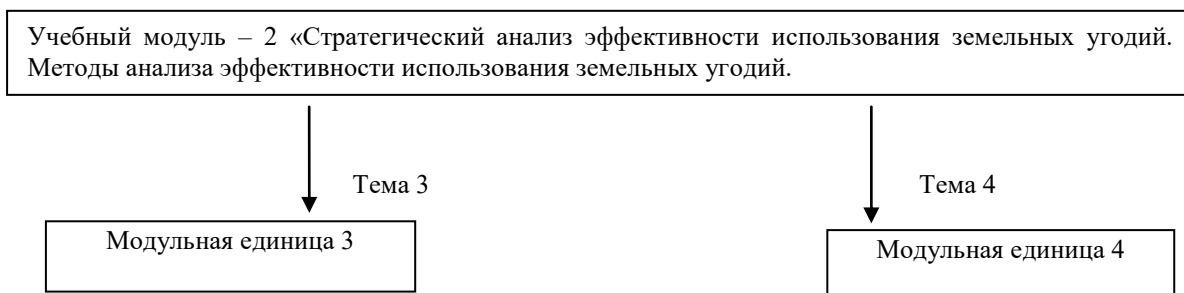 Учебный модуль – 2 «Стратегический анализ эффективности использования земельных угодий.
Методы анализа эффективности использования земельных угодий.
Тема 3
Тема 4
Модульная единица 3
Модульная единица 4